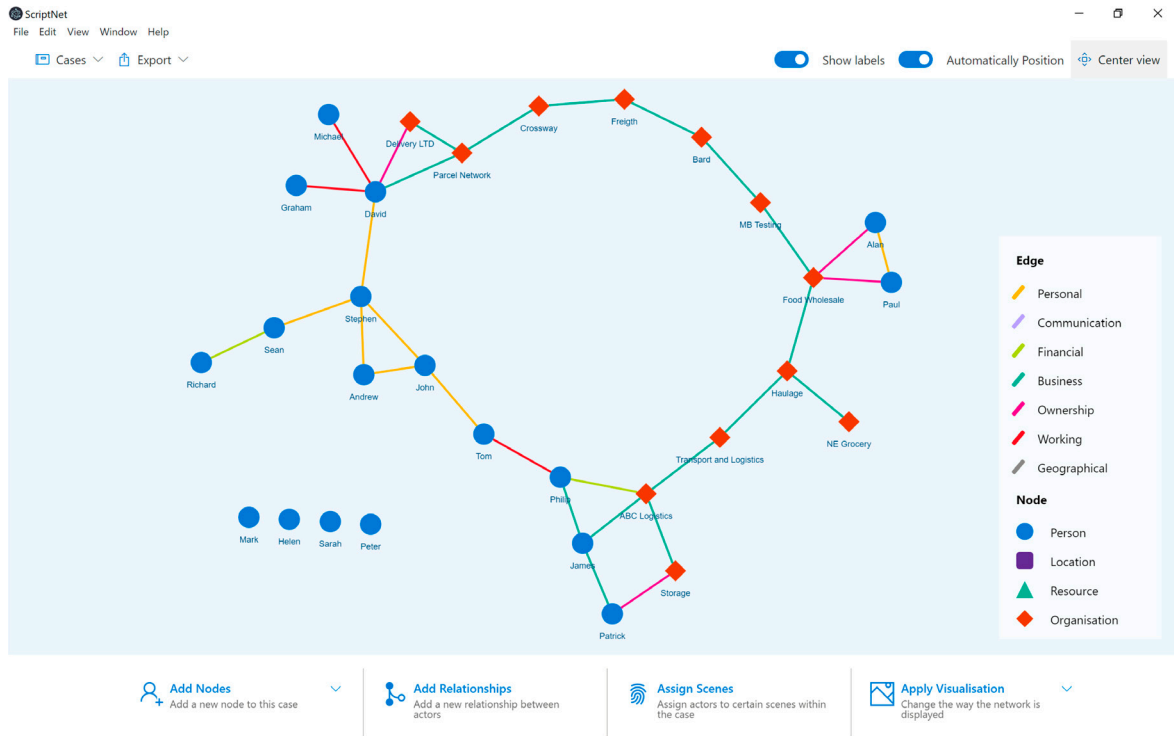 ScriptNet
File Edit View Window Help
Cases Export Show labels Automatically Position Center view
Michael
Delivery LTD
Crossway
Freigth
Parcel Network
Bard
Graham
David
MB Testing
Alan
Food Wholesale
Paul
Stephen
Sean
Richard
Andrew
John
Haulage
NE Grocery
Tom
Transport and Logistics
Philip
ABC Logistics
Mark
Helen
Sarah
Peter
James
Storage
Patrick
Edge
Personal
Communication
Financial
Business
Ownership
Working
Geographical
Node
Person
Location
Resource
Organisation
Add Nodes
Add a new node to this case
Add Relationships
Add a new relationship between
actors
Assign Scenes
Assign actors to certain scenes within
the case
Apply Visualisation
Change the way the network is
displayed